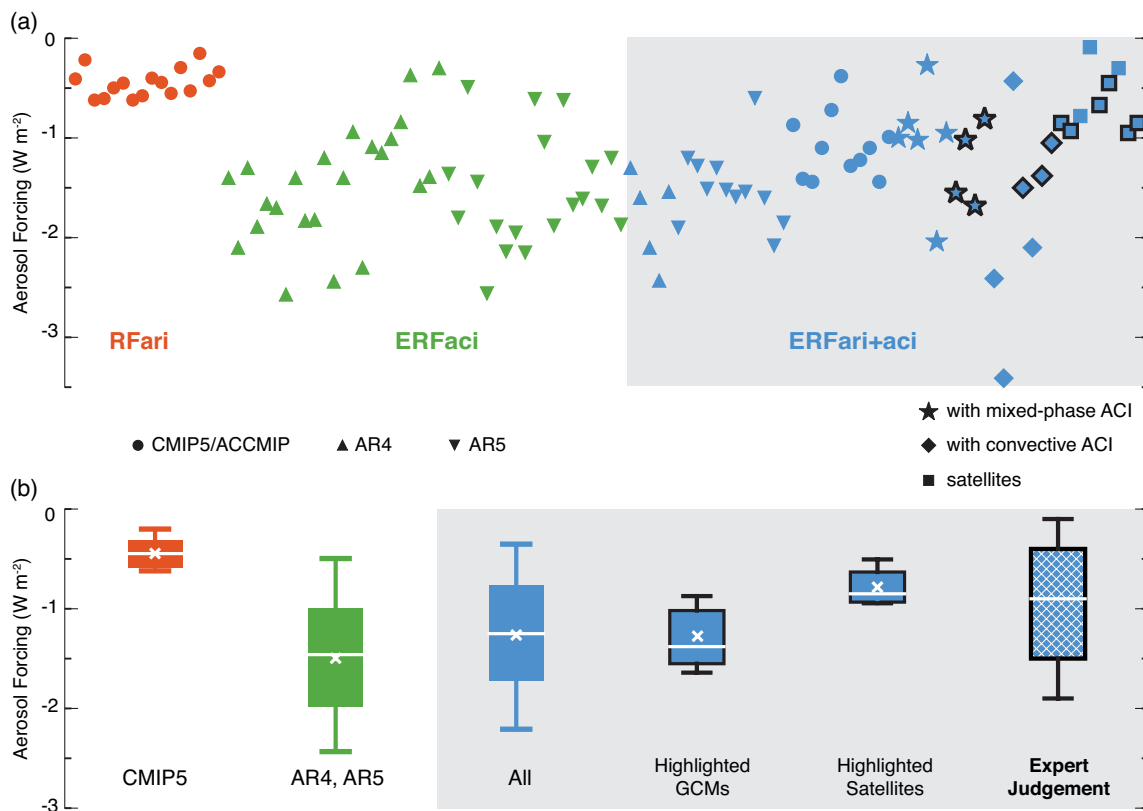 (a)
0
-1
-2
-3
Aerosol Forcing (W m⁻²)
RFari
ERFaci
ERFari+aci
CMIP5/ACCMIP
AR4
AR5
with mixed-phase ACI
with convective ACI
satellites
(b)
0
-1
-2
-3
Aerosol Forcing (W m⁻²)
CMIP5
AR4, AR5
All
Highlighted
GCMs
Highlighted
Satellites
Expert
Judgement